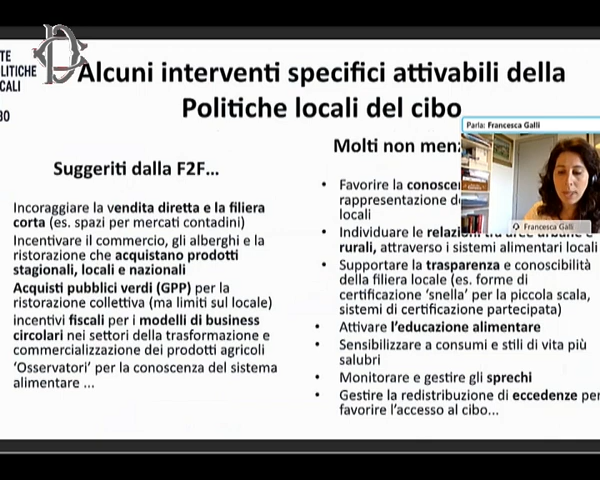 TE
LITICHE
CALI
BO
Alcuni interventi specifici attivabili della
Politiche locali del cibo
Parla: Francesca Galli
Francesca Galli
Suggeriti dalla F2F...
Incoraggiare la vendita diretta e la filiera
corta (es. spazi per mercati contadini)
Incentivare il commercio, gli alberghi e la
ristorazione che acquistano prodotti
stagionali, locali e nazionali
Acquisti pubblici verdi (GPP) per la
ristorazione collettiva (ma limiti sul locale)
incentivi fiscali per i modelli di business
circolari nei settori della trasformazione e
commercializzazione dei prodotti agricoli
‘Osservatori’ per la conoscenza del sistema
alimentare ...
Molti non men
• Favorire la conoscen
rappresentazione d
locali
• Individuare le relazi
rurali, attraverso i sistemi alimentari locali
• Supportare la trasparenza e conoscibilità
della filiera locale (es. forme di
certificazione ‘snella’ per la piccola scala,
sistemi di certificazione partecipata)
• Attivare l’educazione alimentare
• Sensibilizzare a consumi e stili di vita più
salubri
• Monitorare e gestire gli sprechi
• Gestire la redistribuzione di eccedenze per
favorire l’accesso al cibo...